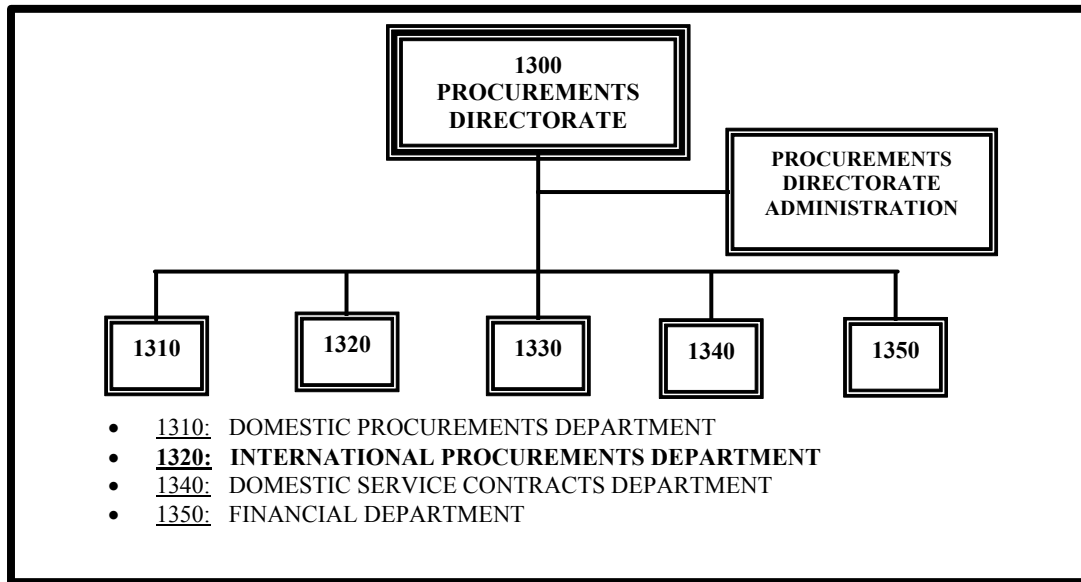 1300
PROCUREMENTS
DIRECTORATE
PROCUREMENTS
DIRECTORATE
ADMINISTRATION
1310
1320
1330
1340
1350
• 1310: DOMESTIC PROCUREMENTS DEPARTMENT
• 1320: INTERNATIONAL PROCUREMENTS DEPARTMENT
• 1340: DOMESTIC SERVICE CONTRACTS DEPARTMENT
• 1350: FINANCIAL DEPARTMENT